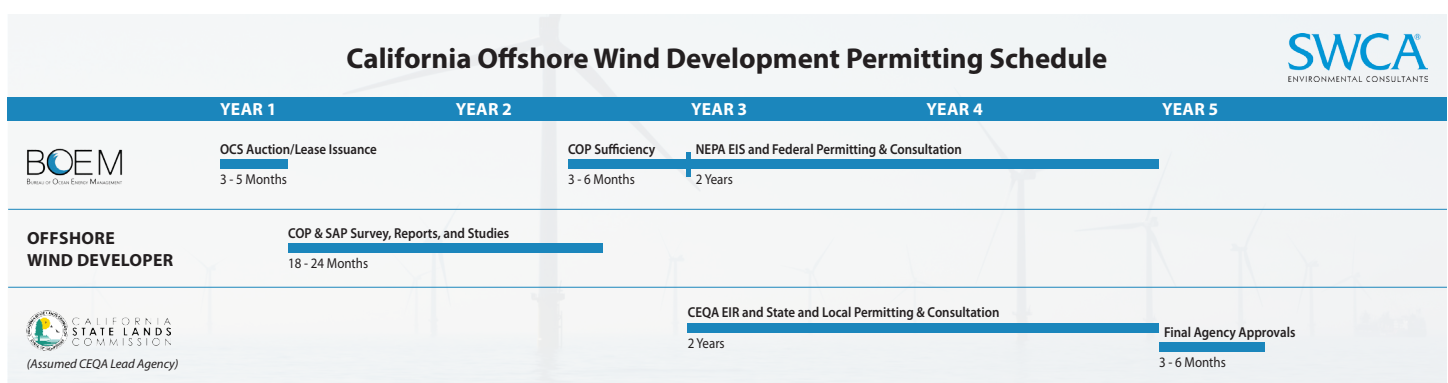 California Offshore Wind Development Permitting Schedule
SWCA®
ENVIRONMENTAL CONSULTANTS
YEAR 1 YEAR 2 YEAR 3 YEAR 4 YEAR 5
BOEM
BUREAU OF OCEAN ENERGY MANAGEMENT
OCS Auction/Lease Issuance
3 - 5 Months
COP Sufficiency
3 - 6 Months
NEPA EIS and Federal Permitting & Consultation
2 Years
OFFSHORE
WIND DEVELOPER
COP & SAP Survey, Reports, and Studies
18 - 24 Months
CALIFORNIA
STATE LANDS
COMMISSION
(Assumed CEQA Lead Agency)
CEQA EIR and State and Local Permitting & Consultation
2 Years
Final Agency Approvals
3 - 6 Months